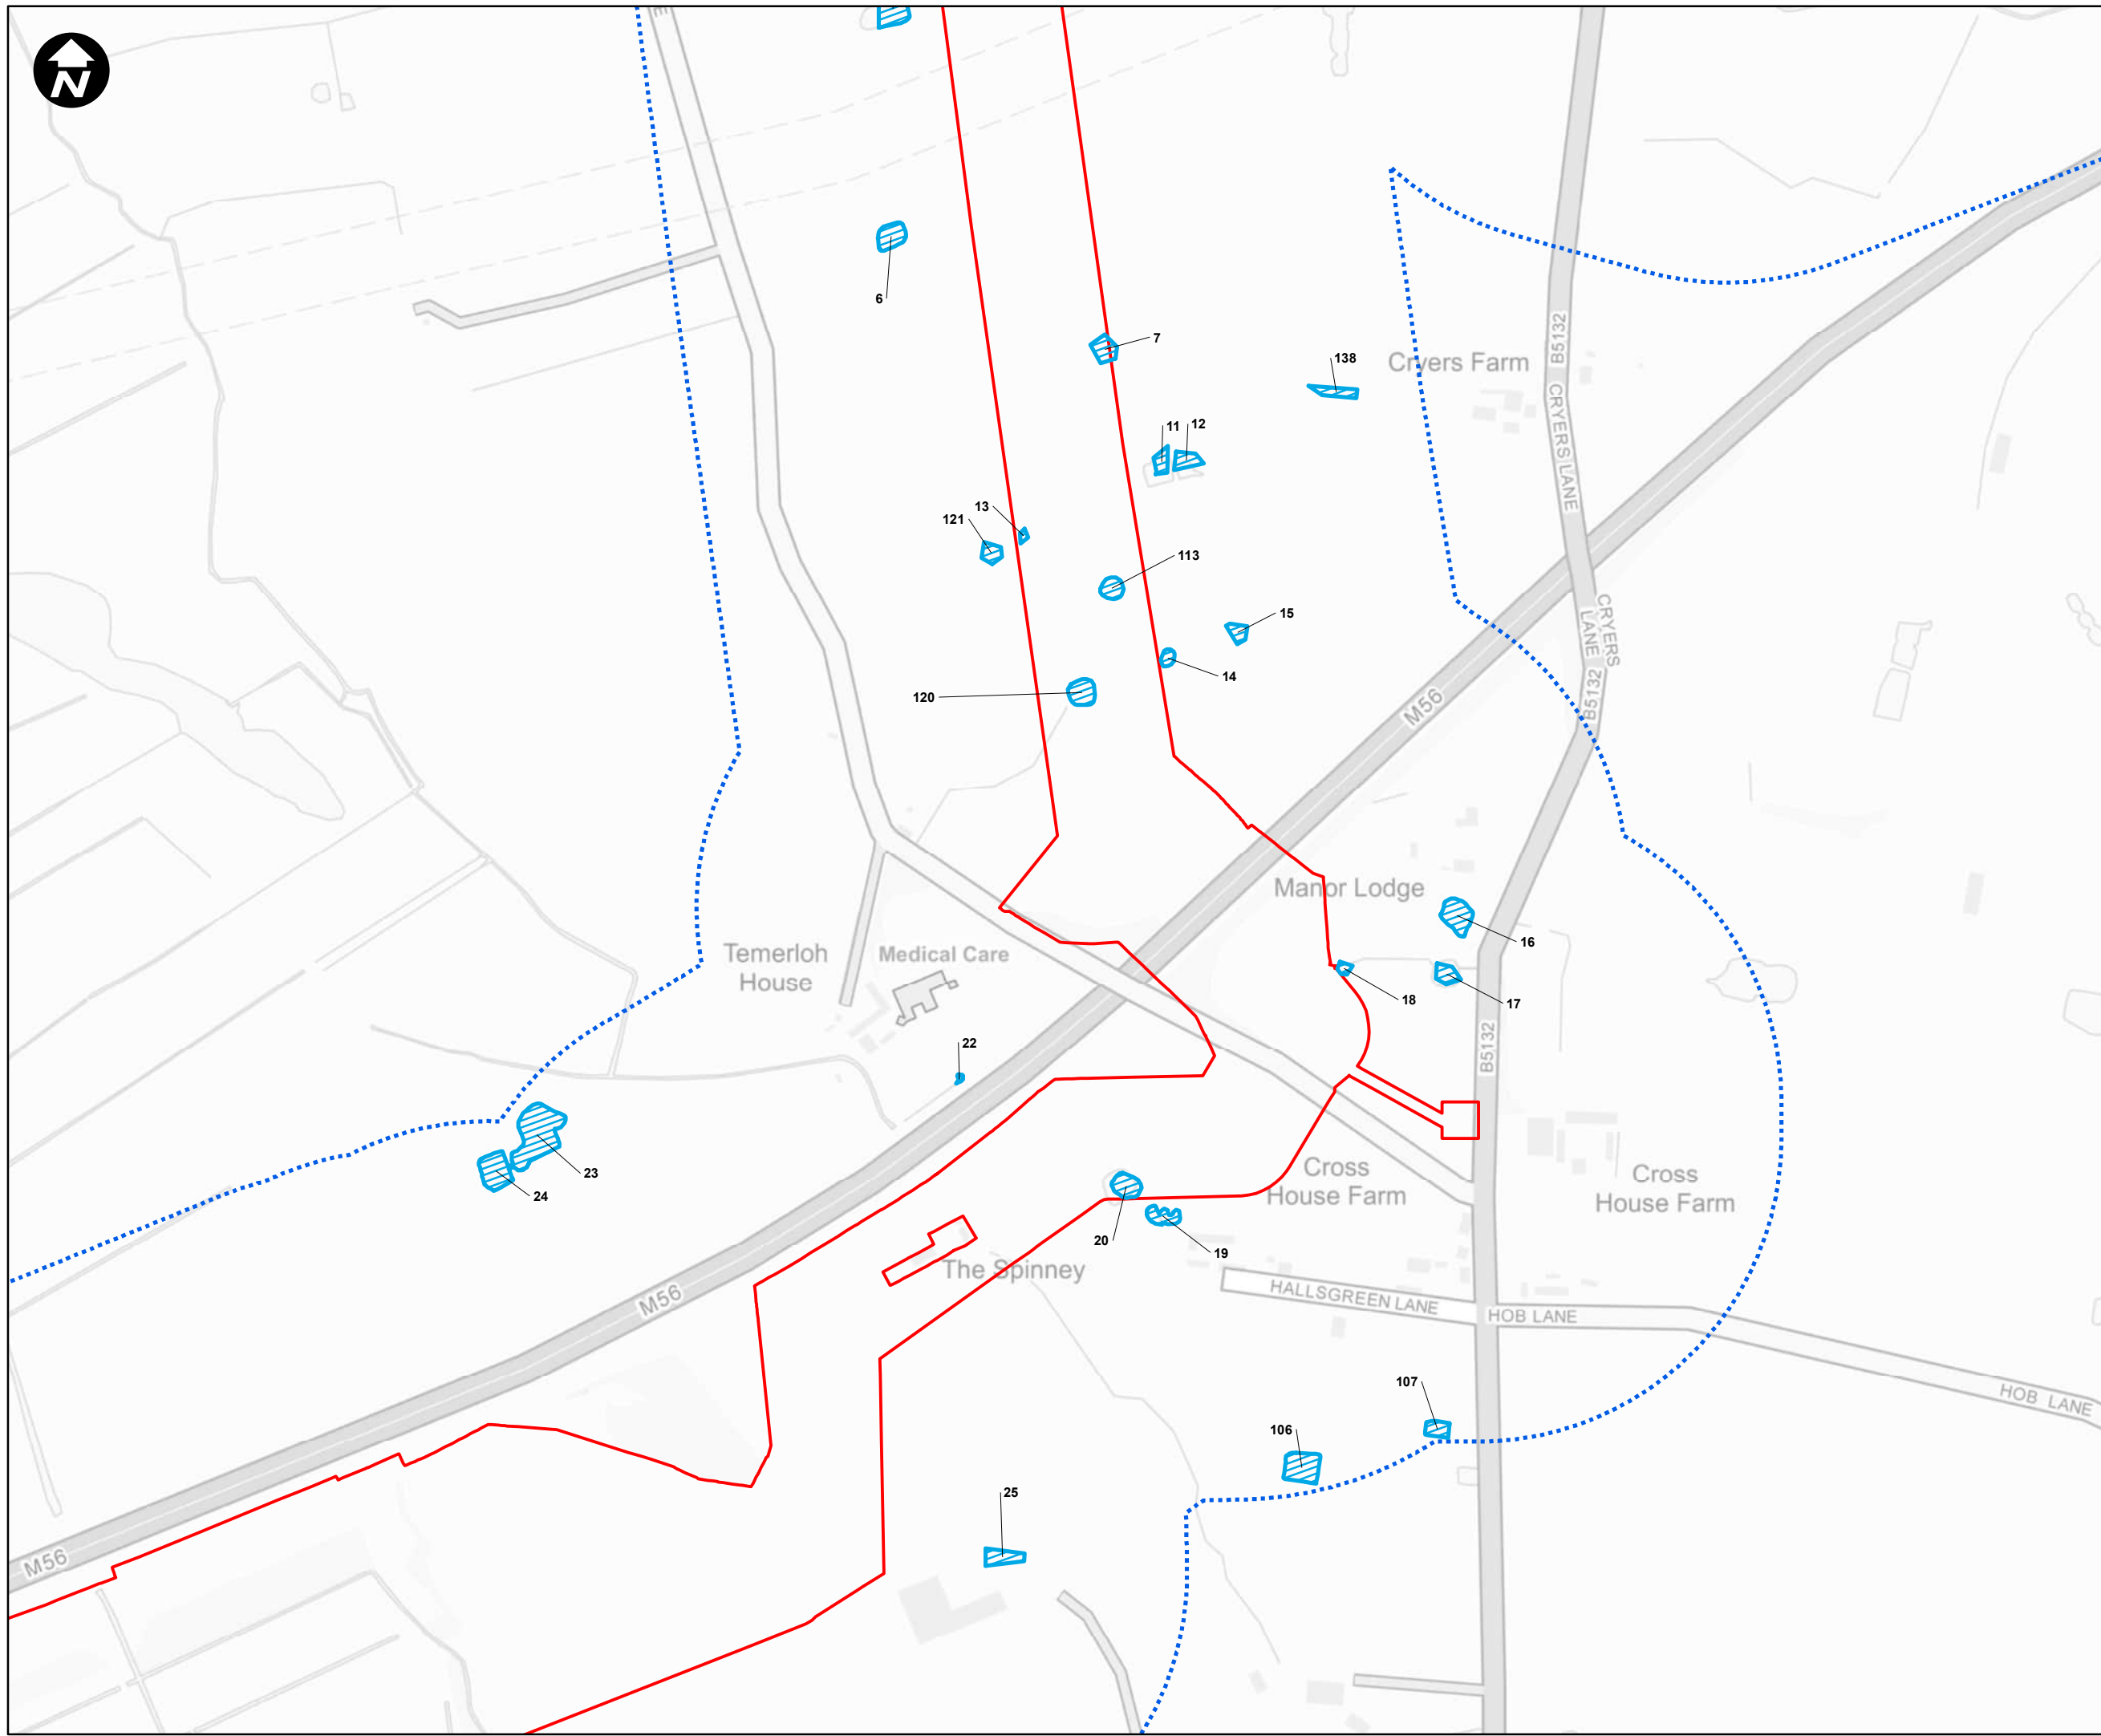 E
N
6
7
138
Cryers Farm
B5132
CRYERS LANE
11
12
13
121
113
15
14
120
CRYERS
LANE
B5132
M56
Manor Lodge
16
17
18
Temerloh
House
Medical Care
22
B5132
23
24
Cross
House Farm
Cross
House Farm
20
19
The Spinney
HALLSGREEN LANE
HOB LANE
M56
HOB LANE
107
106
25
M56